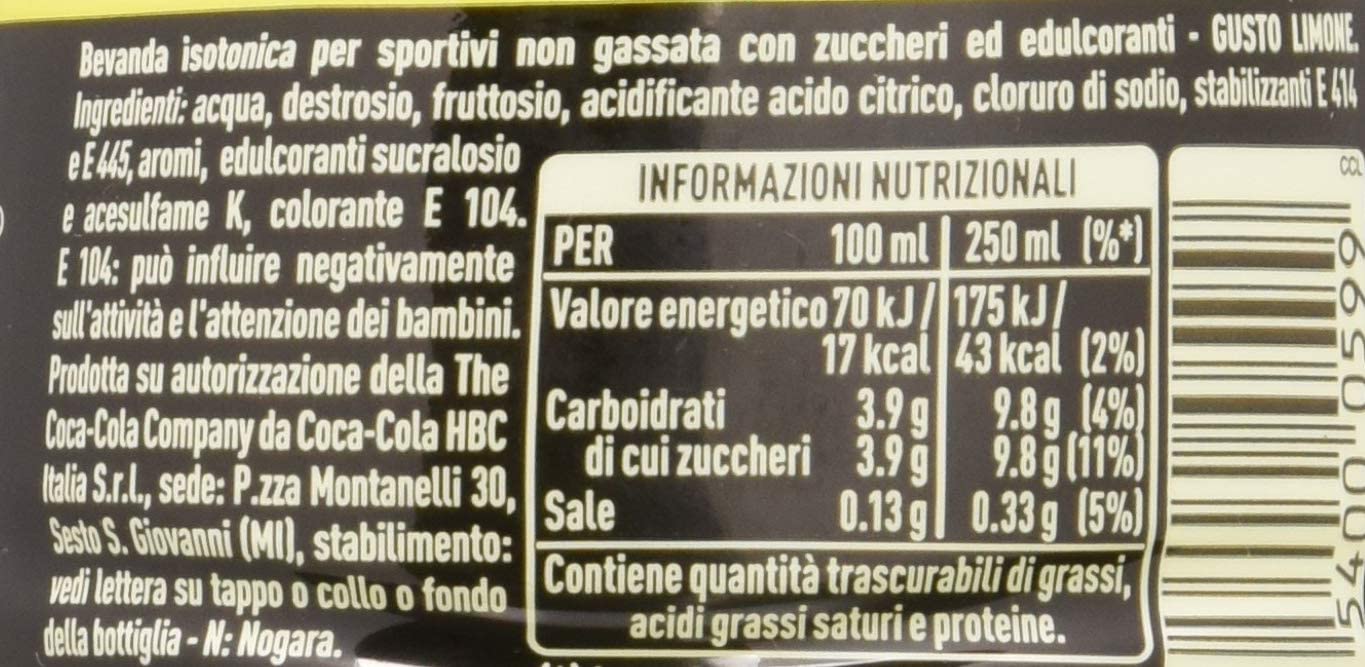 Bevanda isotonica per sportivi non gassata con zuccheri ed edulcoranti - GUSTO LIMONE.
Ingredienti: acqua, destrosio, fruttosio, acidificante acido citrico, cloruro di sodio, stabilizzanti E 414
e E 445, aromi, edulcoranti sucralosio
e acesulfame K, colorante E 104.
E 104: può influire negativamente
sull'attività e l'attenzione dei bambini.
Prodotta su autorizzazione della The
Coca-Cola Company da Coca-Cola HBC
Italia S.r.l., sede: P.zza Montanelli 30,
Sesto S. Giovanni (MI), stabilimento:
vedi lettera su tappo o collo o fondo
della bottiglia - N: Nogara.
INFORMAZIONI NUTRIZIONALI
PER 100 ml 250 ml (%*)
Valore energetico 70 kJ/ 175 kJ/
17 kcal 43 kcal (2%)
Carboidrati 3.9 g 9.8 g (4%)
di cui zuccheri 3.9 g 9.8 g (11%)
Sale 0.13 g 0.33 g (5%)
Contiene quantità trascurabili di grassi,
acidi grassi saturi e proteine.
CCL